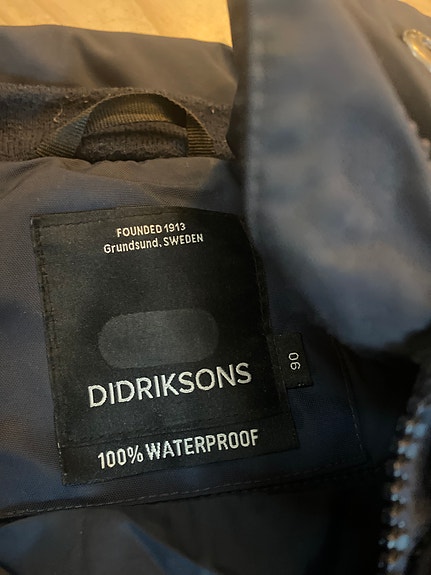 FOUNDED 1913
Grundsund, SWEDEN
DIDRIKSONS
90
100% WATERPROOF